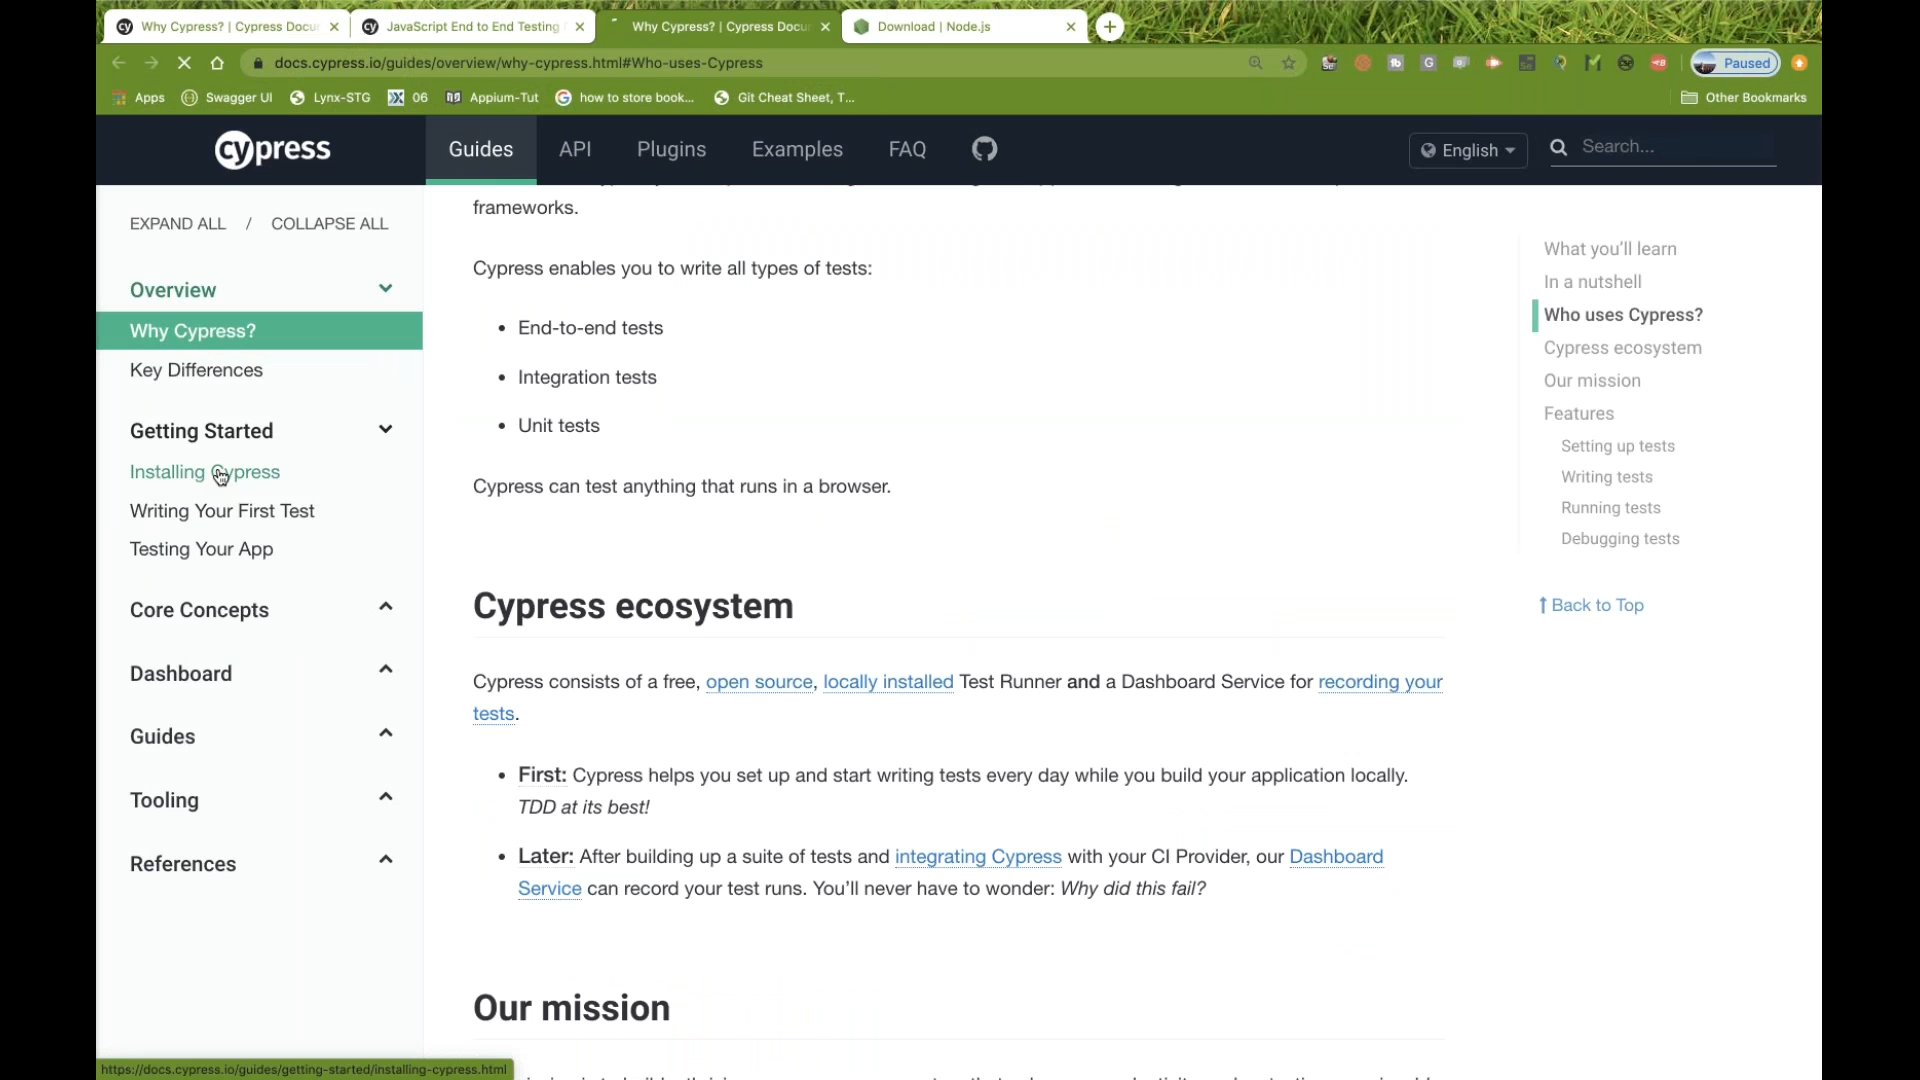 Why Cypress? | Cypress Docu
JavaScript End to End Testing
Why Cypress? | Cypress Docu
Download | Node.js
docs.cypress.io/guides/overview/why-cypress.html#Who-uses-Cypress
Paused
Apps
Swagger UI
Lynx-STG
06
Appium-Tut
how to store book...
Git Cheat Sheet, T...
Other Bookmarks
cypress
Guides
API
Plugins
Examples
FAQ
English
Search...
EXPAND ALL / COLLAPSE ALL
Overview
Why Cypress?
Key Differences
Getting Started
Installing Cypress
Writing Your First Test
Testing Your App
Core Concepts
Dashboard
Guides
Tooling
References
frameworks.
Cypress enables you to write all types of tests:
• End-to-end tests
• Integration tests
• Unit tests
Cypress can test anything that runs in a browser.
Cypress ecosystem
Cypress consists of a free, open source, locally installed Test Runner and a Dashboard Service for recording your
tests.
• First: Cypress helps you set up and start writing tests every day while you build your application locally.
TDD at its best!
• Later: After building up a suite of tests and integrating Cypress with your CI Provider, our Dashboard
Service can record your test runs. You'll never have to wonder: Why did this fail?
Our mission
What you'll learn
In a nutshell
Who uses Cypress?
Cypress ecosystem
Our mission
Features
Setting up tests
Writing tests
Running tests
Debugging tests
Back to Top
https://docs.cypress.io/guides/getting-started/installing-cypress.html